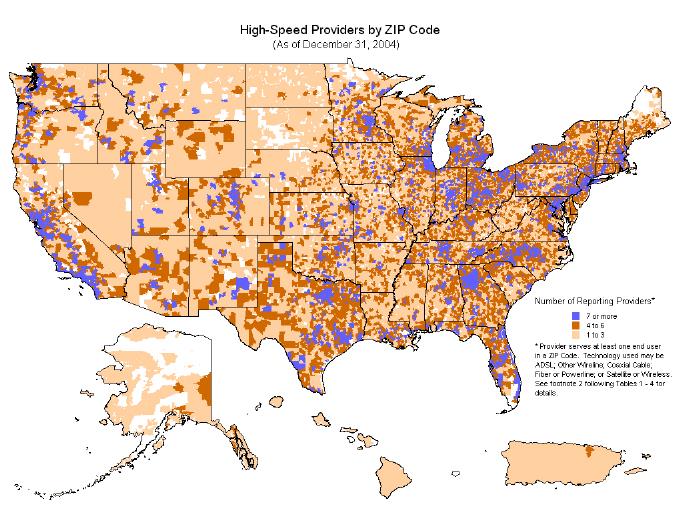 High-Speed Providers by ZIP Code
(As of December 31, 2004)
Number of Reporting Providers*
7 or more
4 to 6
1 to 3
* Provider serves at least one end user
in a ZIP Code. Technology used may be
ADSL; Other Wireline; Coaxial Cable;
Fiber or Powerline; or Satellite or Wireless.
See footnote 2 following Tables 1 - 4 for
details.